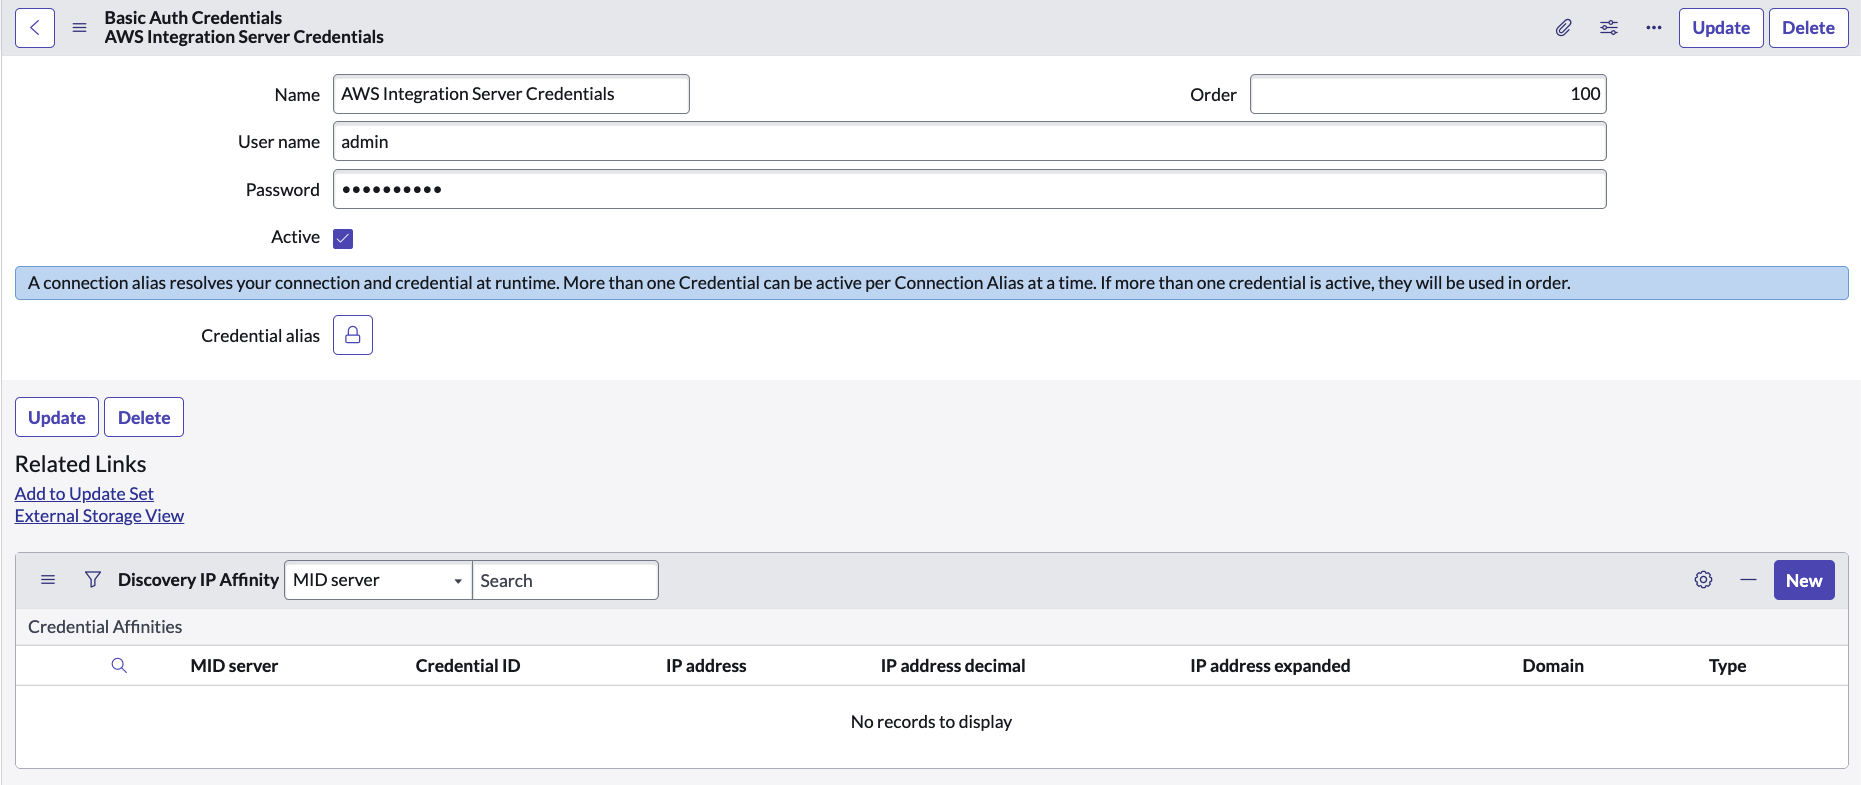 Basic Auth Credentials
AWS Integration Server Credentials
Update Delete
Name AWS Integration Server Credentials Order 100
User name admin
Password ••••••••••
Active
A connection alias resolves your connection and credential at runtime. More than one Credential can be active per Connection Alias at a time. If more than one credential is active, they will be used in order.
Credential alias
Update Delete
Related Links
Add to Update Set
External Storage View
Discovery IP Affinity MID server Search New
Credential Affinities
MID server Credential ID IP address IP address decimal IP address expanded Domain Type
No records to display